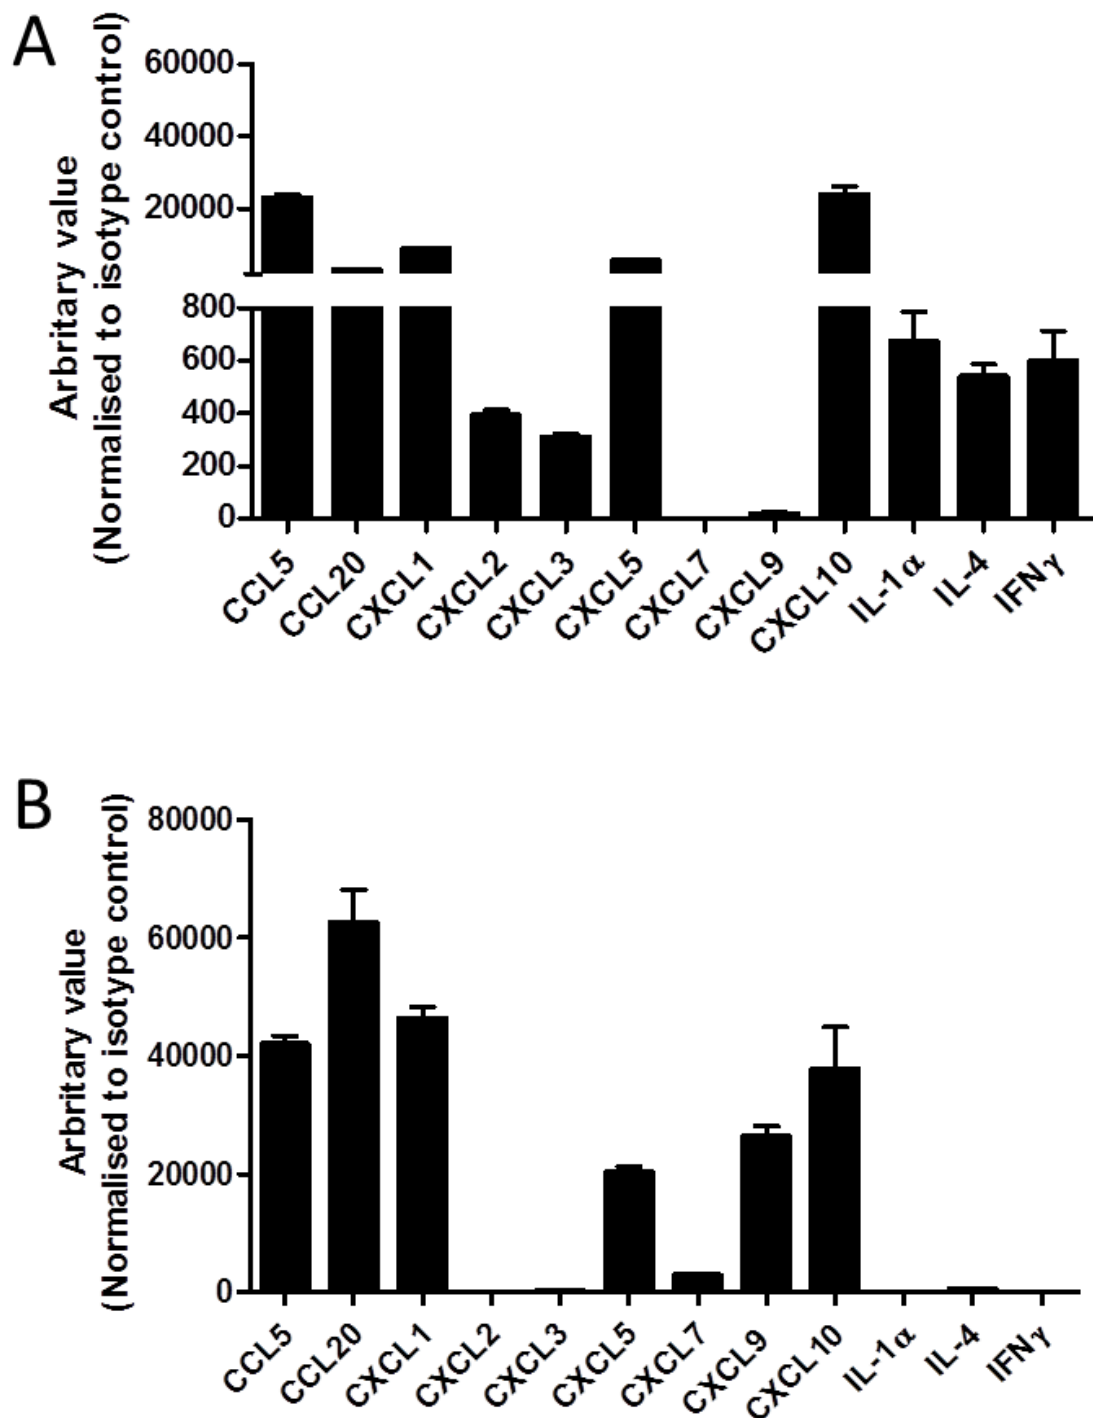 A
Arbritary value
(Normalised to isotype control)
60000
40000
20000
800
600
400
200
0
CCL5
CCL20
CXCL1
CXCL2
CXCL3
CXCL5
CXCL7
CXCL9
CXCL10
IL-1α
IL-4
IFNγ
B
Arbritary value
(Normalised to isotype control)
80000
60000
40000
20000
0
CCL5
CCL20
CXCL1
CXCL2
CXCL3
CXCL5
CXCL7
CXCL9
CXCL10
IL-1α
IL-4
IFNγ